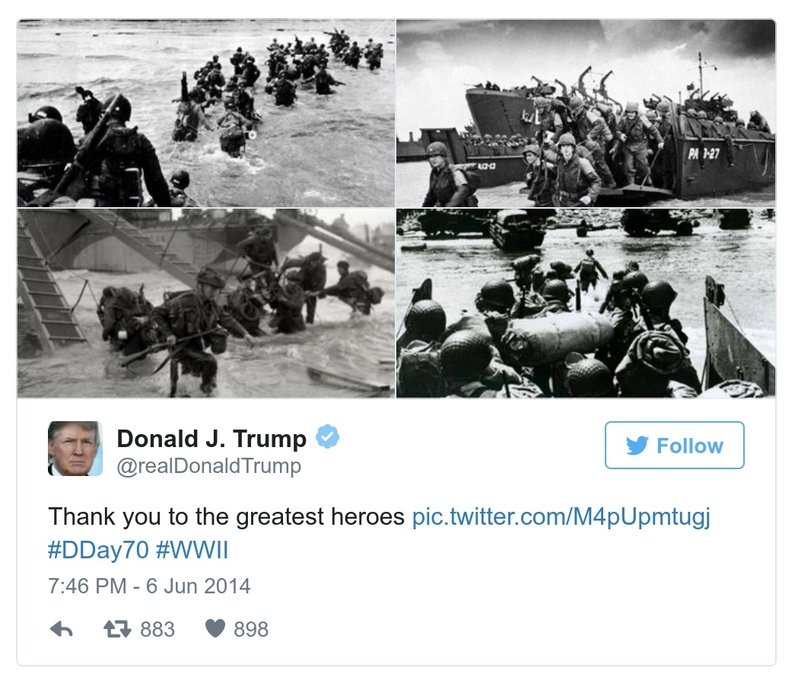 PA 3-27
Donald J. Trump
Follow
@realDonaldTrump
Thank you to the greatest heroes pic.twitter.com/M4pUpmtugj
#DDay70 #WWII
7:46 PM - 6 Jun 2014
883 898